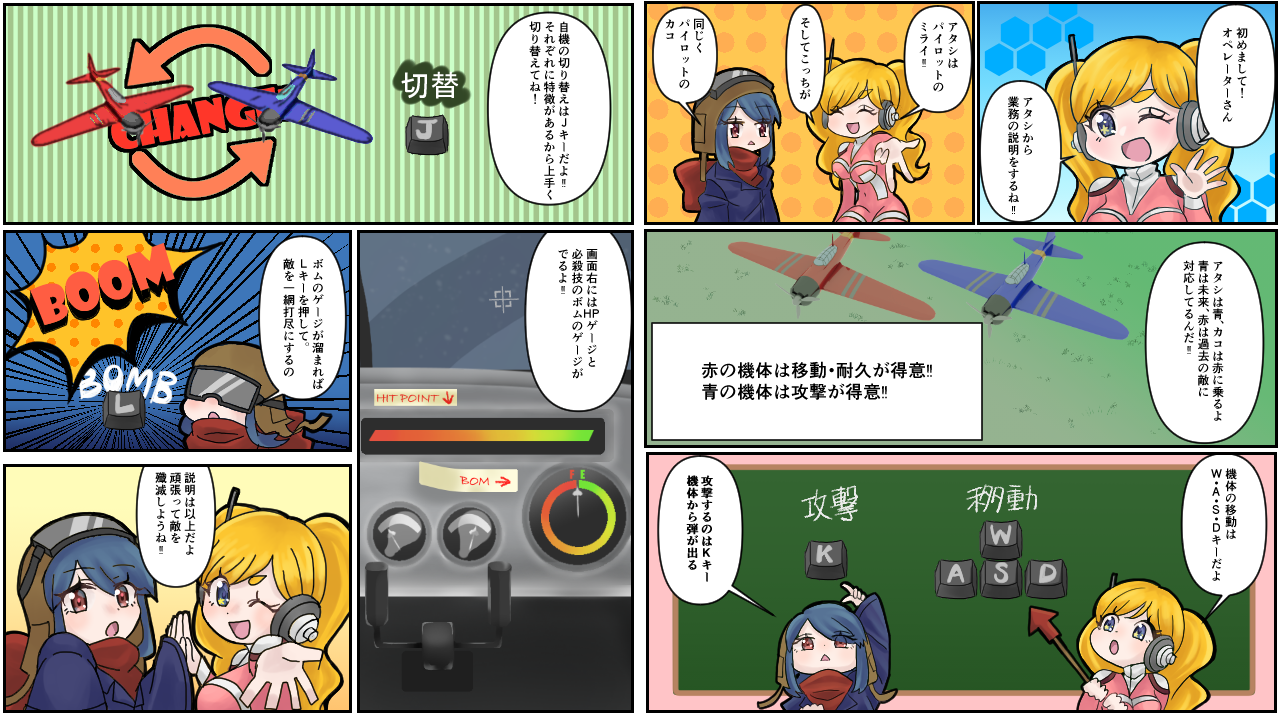 初めまして！
オペレーターさん
アタシから
業務の説明をするね!!
アタシは
パイロットの
ミライ!!
そしてこっちが
同じく
パイロットの
カコ
アタシは青、カコは赤に乗るよ
青は未来、赤は過去の敵に
対応してるんだ!!
赤の機体は移動・耐久が得意!!
青の機体は攻撃が得意!!
機体の移動は
W・A・S・Dキーだよ
移動
W
A S D
攻撃するのはKキー
機体から弾が出る
攻撃
K
自機の切り替えはJキーだよ!!
それぞれに特徴があるから上手く
切り替えてね！
切替
J
CHANGE
画面右にはHPゲージと
必殺技のボムのゲージが
でるよ!!
HIT POINT
BOM
F E
ボムのゲージが溜まれば
Lキーを押して。
敵を一網打尽にするの
BOOM
BOMB
L
説明は以上だよ
頑張って敵を
殲滅しようね!!